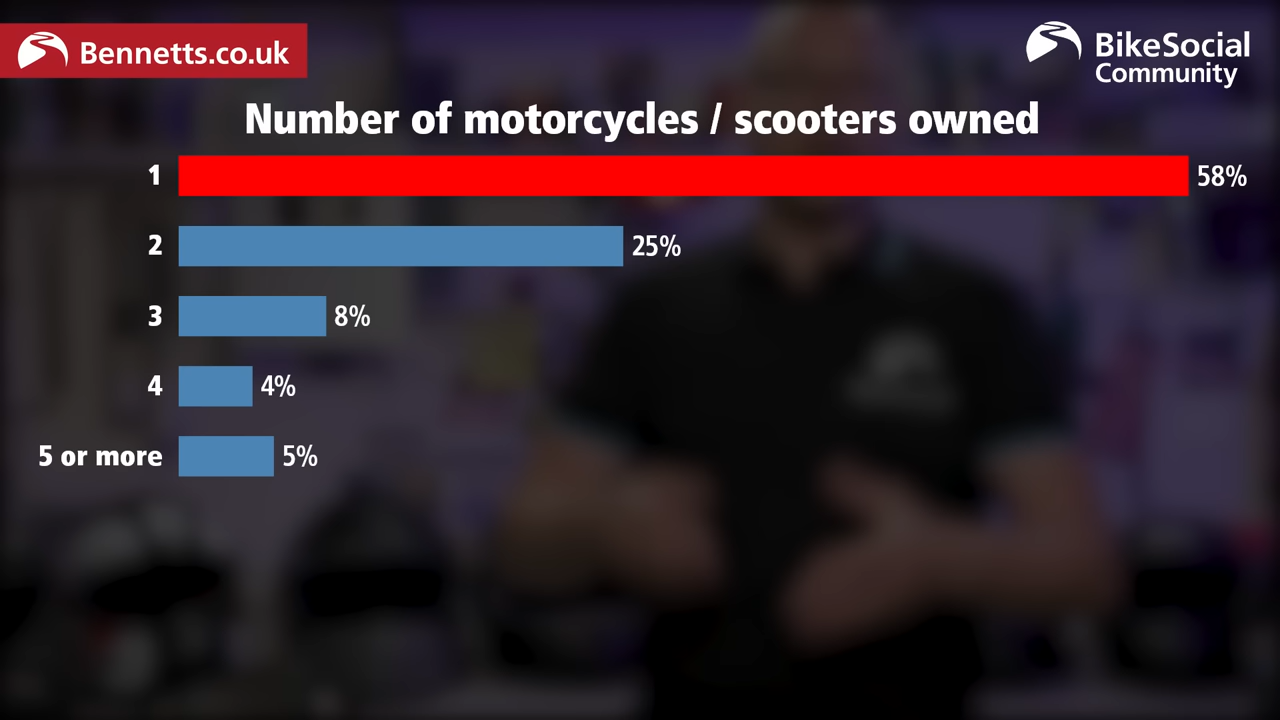 Bennetts.co.uk
BikeSocial
Community
Number of motorcycles / scooters owned
1 58%
2 25%
3 8%
4 4%
5 or more 5%